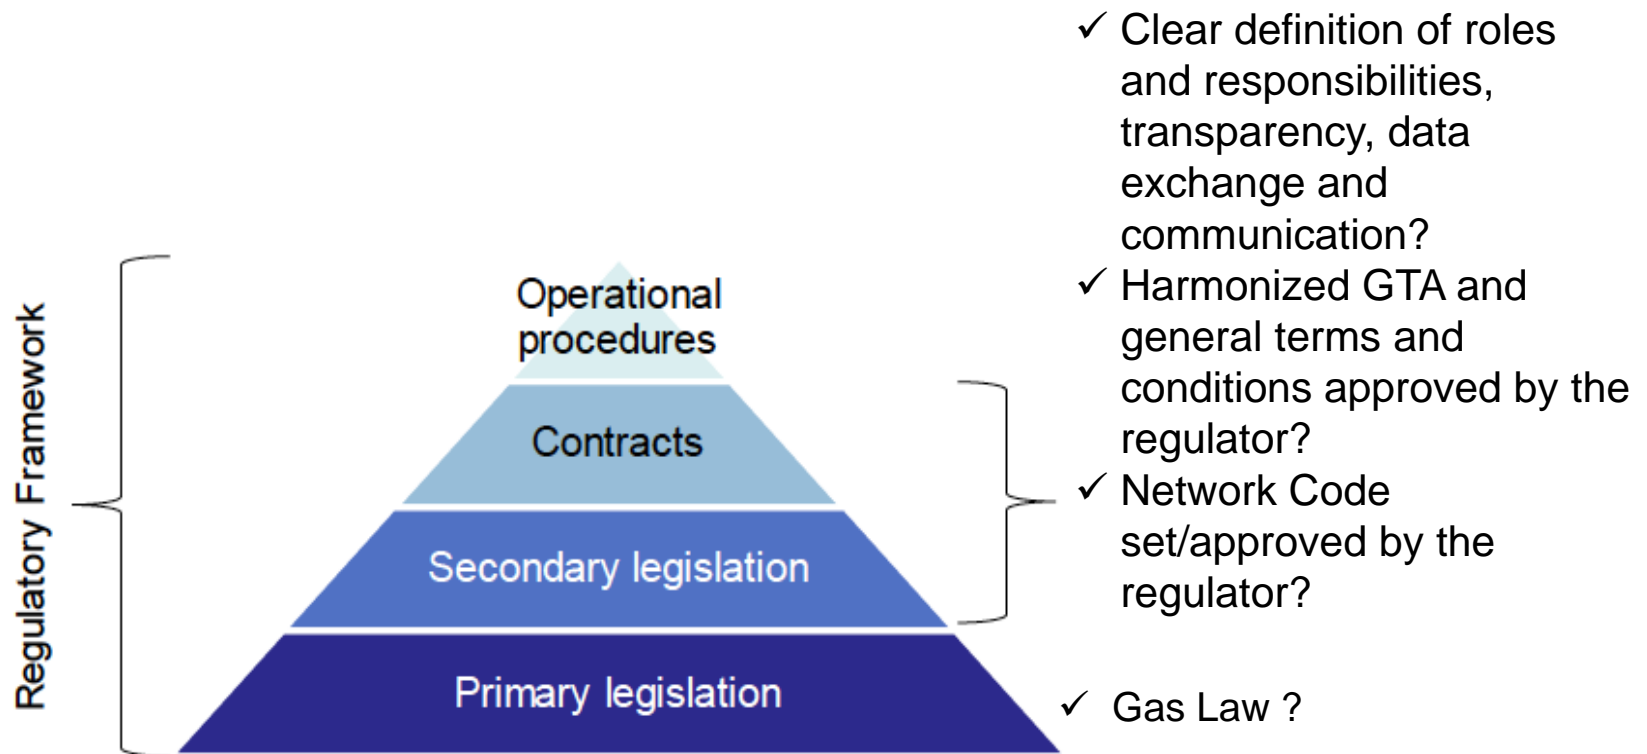 Regulatory Framework
Operational
procedures
Contracts
Secondary legislation
Primary legislation
✓ Clear definition of roles
and responsibilities,
transparency, data
exchange and
communication?
✓ Harmonized GTA and
general terms and
conditions approved by the
regulator?
✓ Network Code
set/approved by the
regulator?
✓ Gas Law ?